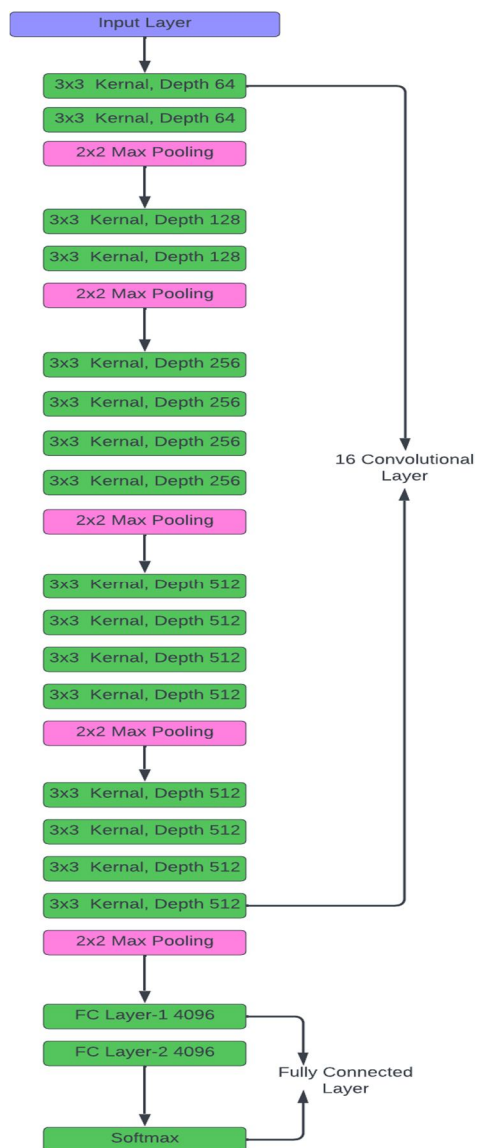 Input Layer
3x3 Kernal, Depth 64
3x3 Kernal, Depth 64
2x2 Max Pooling
3x3 Kernal, Depth 128
3x3 Kernal, Depth 128
2x2 Max Pooling
3x3 Kernal, Depth 256
3x3 Kernal, Depth 256
3x3 Kernal, Depth 256
3x3 Kernal, Depth 256
2x2 Max Pooling
3x3 Kernal, Depth 512
3x3 Kernal, Depth 512
3x3 Kernal, Depth 512
3x3 Kernal, Depth 512
2x2 Max Pooling
3x3 Kernal, Depth 512
3x3 Kernal, Depth 512
3x3 Kernal, Depth 512
3x3 Kernal, Depth 512
2x2 Max Pooling
16 Convolutional
Layer
FC Layer-1 4096
FC Layer-2 4096
Softmax
Fully Connected
Layer